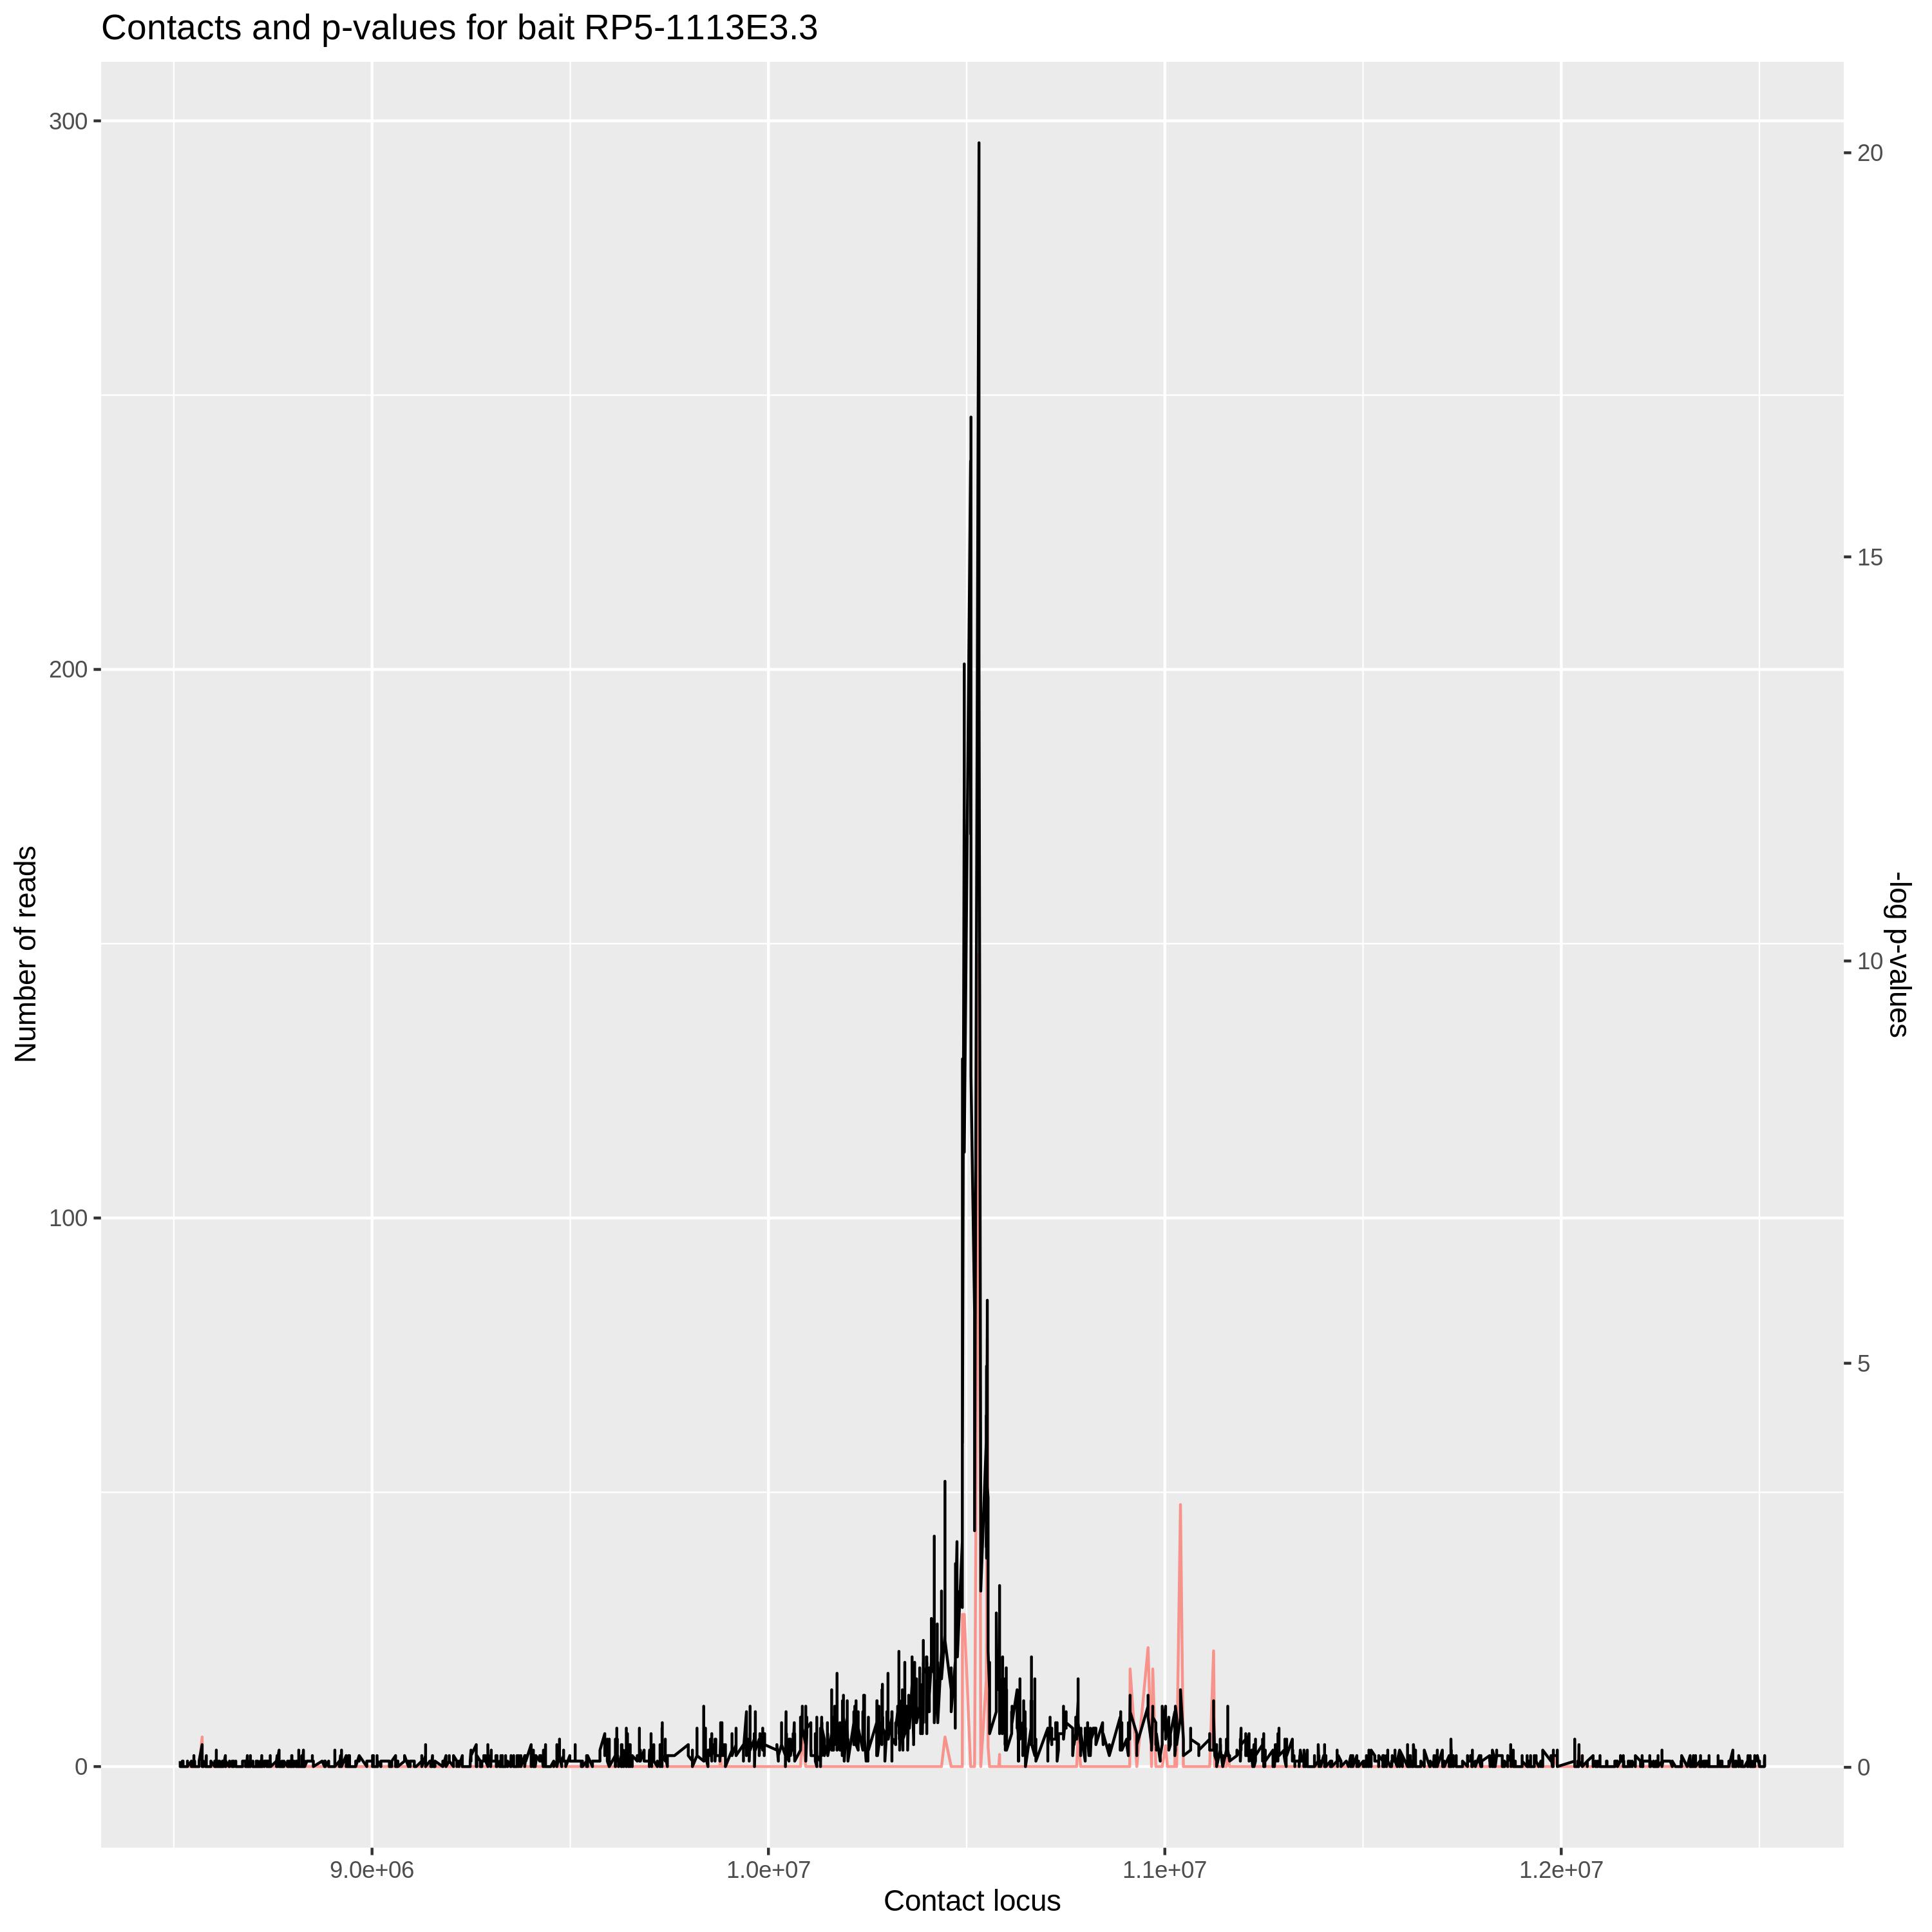 Contacts and p-values for bait RP5-1113E3.3
300
200
100
0
Number of reads
20
15
10
5
0
-log p-values
9.0e+06
1.0e+07
1.1e+07
1.2e+07
Contact locus